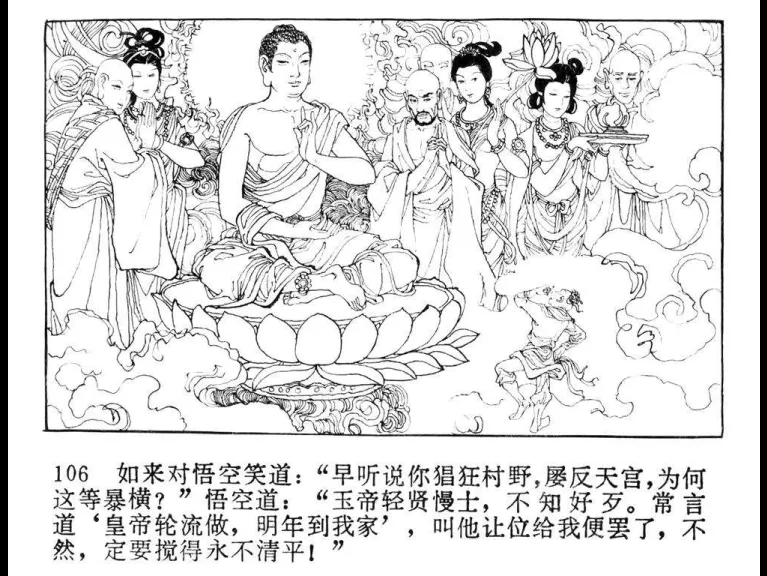 106 如来对悟空笑道：“早听说你猖狂村野，屡反天宫，为何
这等暴横？”悟空道：“玉帝轻贤慢士，不知好歹。常言
道‘皇帝轮流做，明年到我家’，叫他让位给我便罢了，不
然，定要搅得永不清平！”